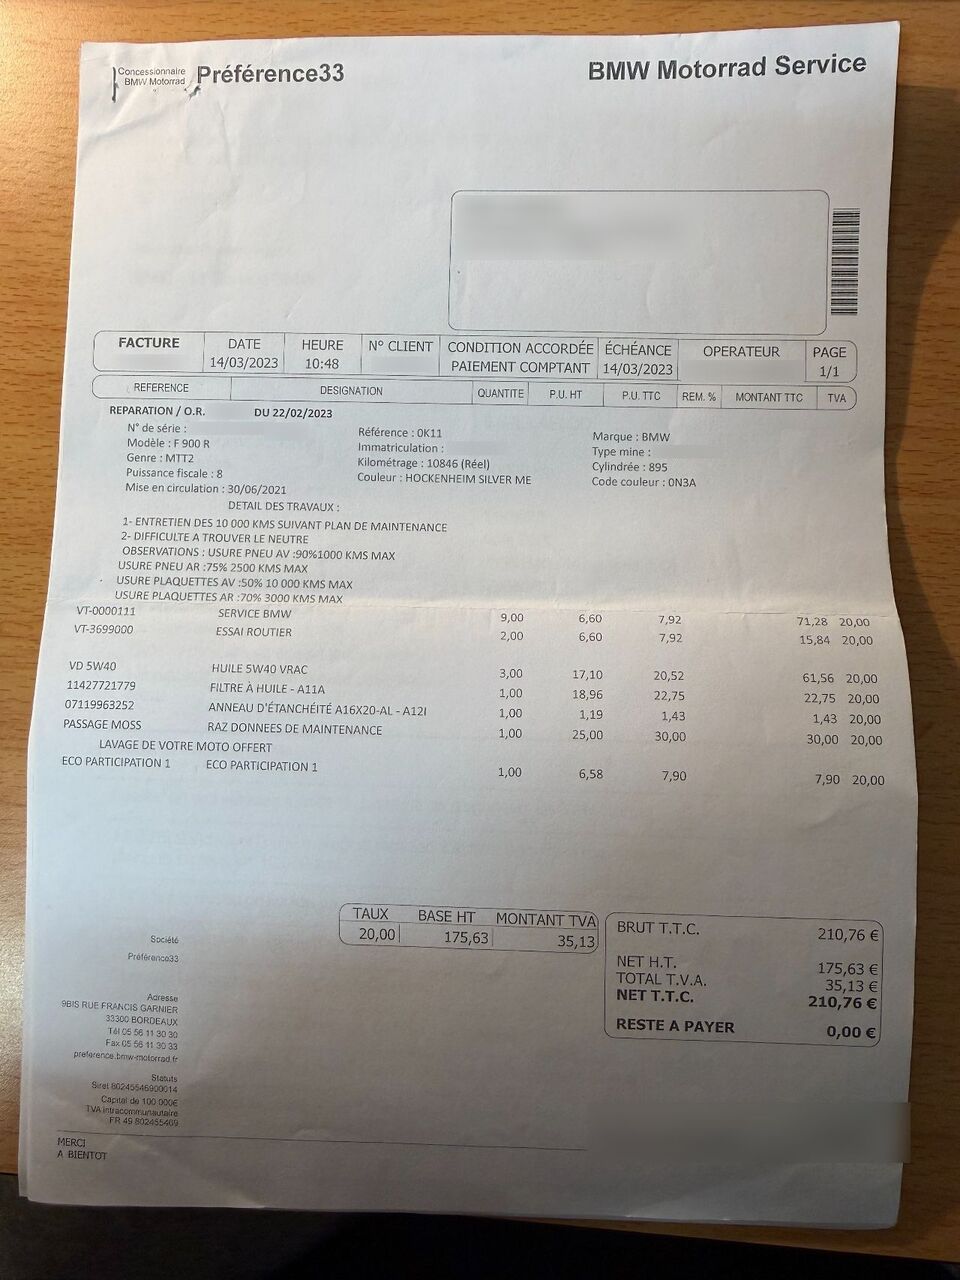 Concessionnaire
BMW Motorrad
Préférence33
BMW Motorrad Service
FACTURE DATE HEURE N° CLIENT CONDITION ACCORDÉE ÉCHÉANCE OPERATEUR PAGE
14/03/2023 10:48 PAIEMENT COMPTANT 14/03/2023 1/1
REFERENCE DESIGNATION QUANTITE P.U. HT P.U. TTC REM. % MONTANT TTC TVA
REPARATION / O.R. DU 22/02/2023
N° de série :
Modèle : F 900 R
Genre : MTT2
Puissance fiscale : 8
Mise en circulation : 30/06/2021
Référence : 0K11
Immatriculation :
Kilométrage : 10846 (Réel)
Couleur : HOCKENHEIM SILVER ME
Marque : BMW
Type mine :
Cylindrée : 895
Code couleur : 0N3A
DETAIL DES TRAVAUX :
1- ENTRETIEN DES 10 000 KMS SUIVANT PLAN DE MAINTENANCE
2- DIFFICULTE A TROUVER LE NEUTRE
OBSERVATIONS : USURE PNEU AV :90%1000 KMS MAX
USURE PNEU AR :75% 2500 KMS MAX
USURE PLAQUETTES AV :50% 10 000 KMS MAX
USURE PLAQUETTES AR :70% 3000 KMS MAX
VT-0000111 SERVICE BMW 9,00 6,60 7,92 71,28 20,00
VT-3699000 ESSAI ROUTIER 2,00 6,60 7,92 15,84 20,00
VD 5W40 HUILE 5W40 VRAC 3,00 17,10 20,52 61,56 20,00
11427721779 FILTRE À HUILE - A11A 1,00 18,96 22,75 22,75 20,00
07119963252 ANNEAU D'ÉTANCHÉITÉ A16X20-AL - A12I 1,00 1,19 1,43 1,43 20,00
PASSAGE MOSS RAZ DONNEES DE MAINTENANCE 1,00 25,00 30,00 30,00 20,00
LAVAGE DE VOTRE MOTO OFFERT
ECO PARTICIPATION 1 ECO PARTICIPATION 1 1,00 6,58 7,90 7,90 20,00
TAUX BASE HT MONTANT TVA
20,00 175,63 35,13
BRUT T.T.C. 210,76 €
NET H.T. 175,63 €
TOTAL T.V.A. 35,13 €
NET T.T.C. 210,76 €
RESTE A PAYER 0,00 €
Société
Préférence33
Adresse
9BIS RUE FRANCIS GARNIER
33300 BORDEAUX
Tél 05 56 11 30 30
Fax 05 56 11 30 33
preference.bmw-motorrad.fr
Statuts
Siret 80245546900014
Capital de 100 000€
TVA intracommunautaire
FR 49 802455469
MERCI
A BIENTOT